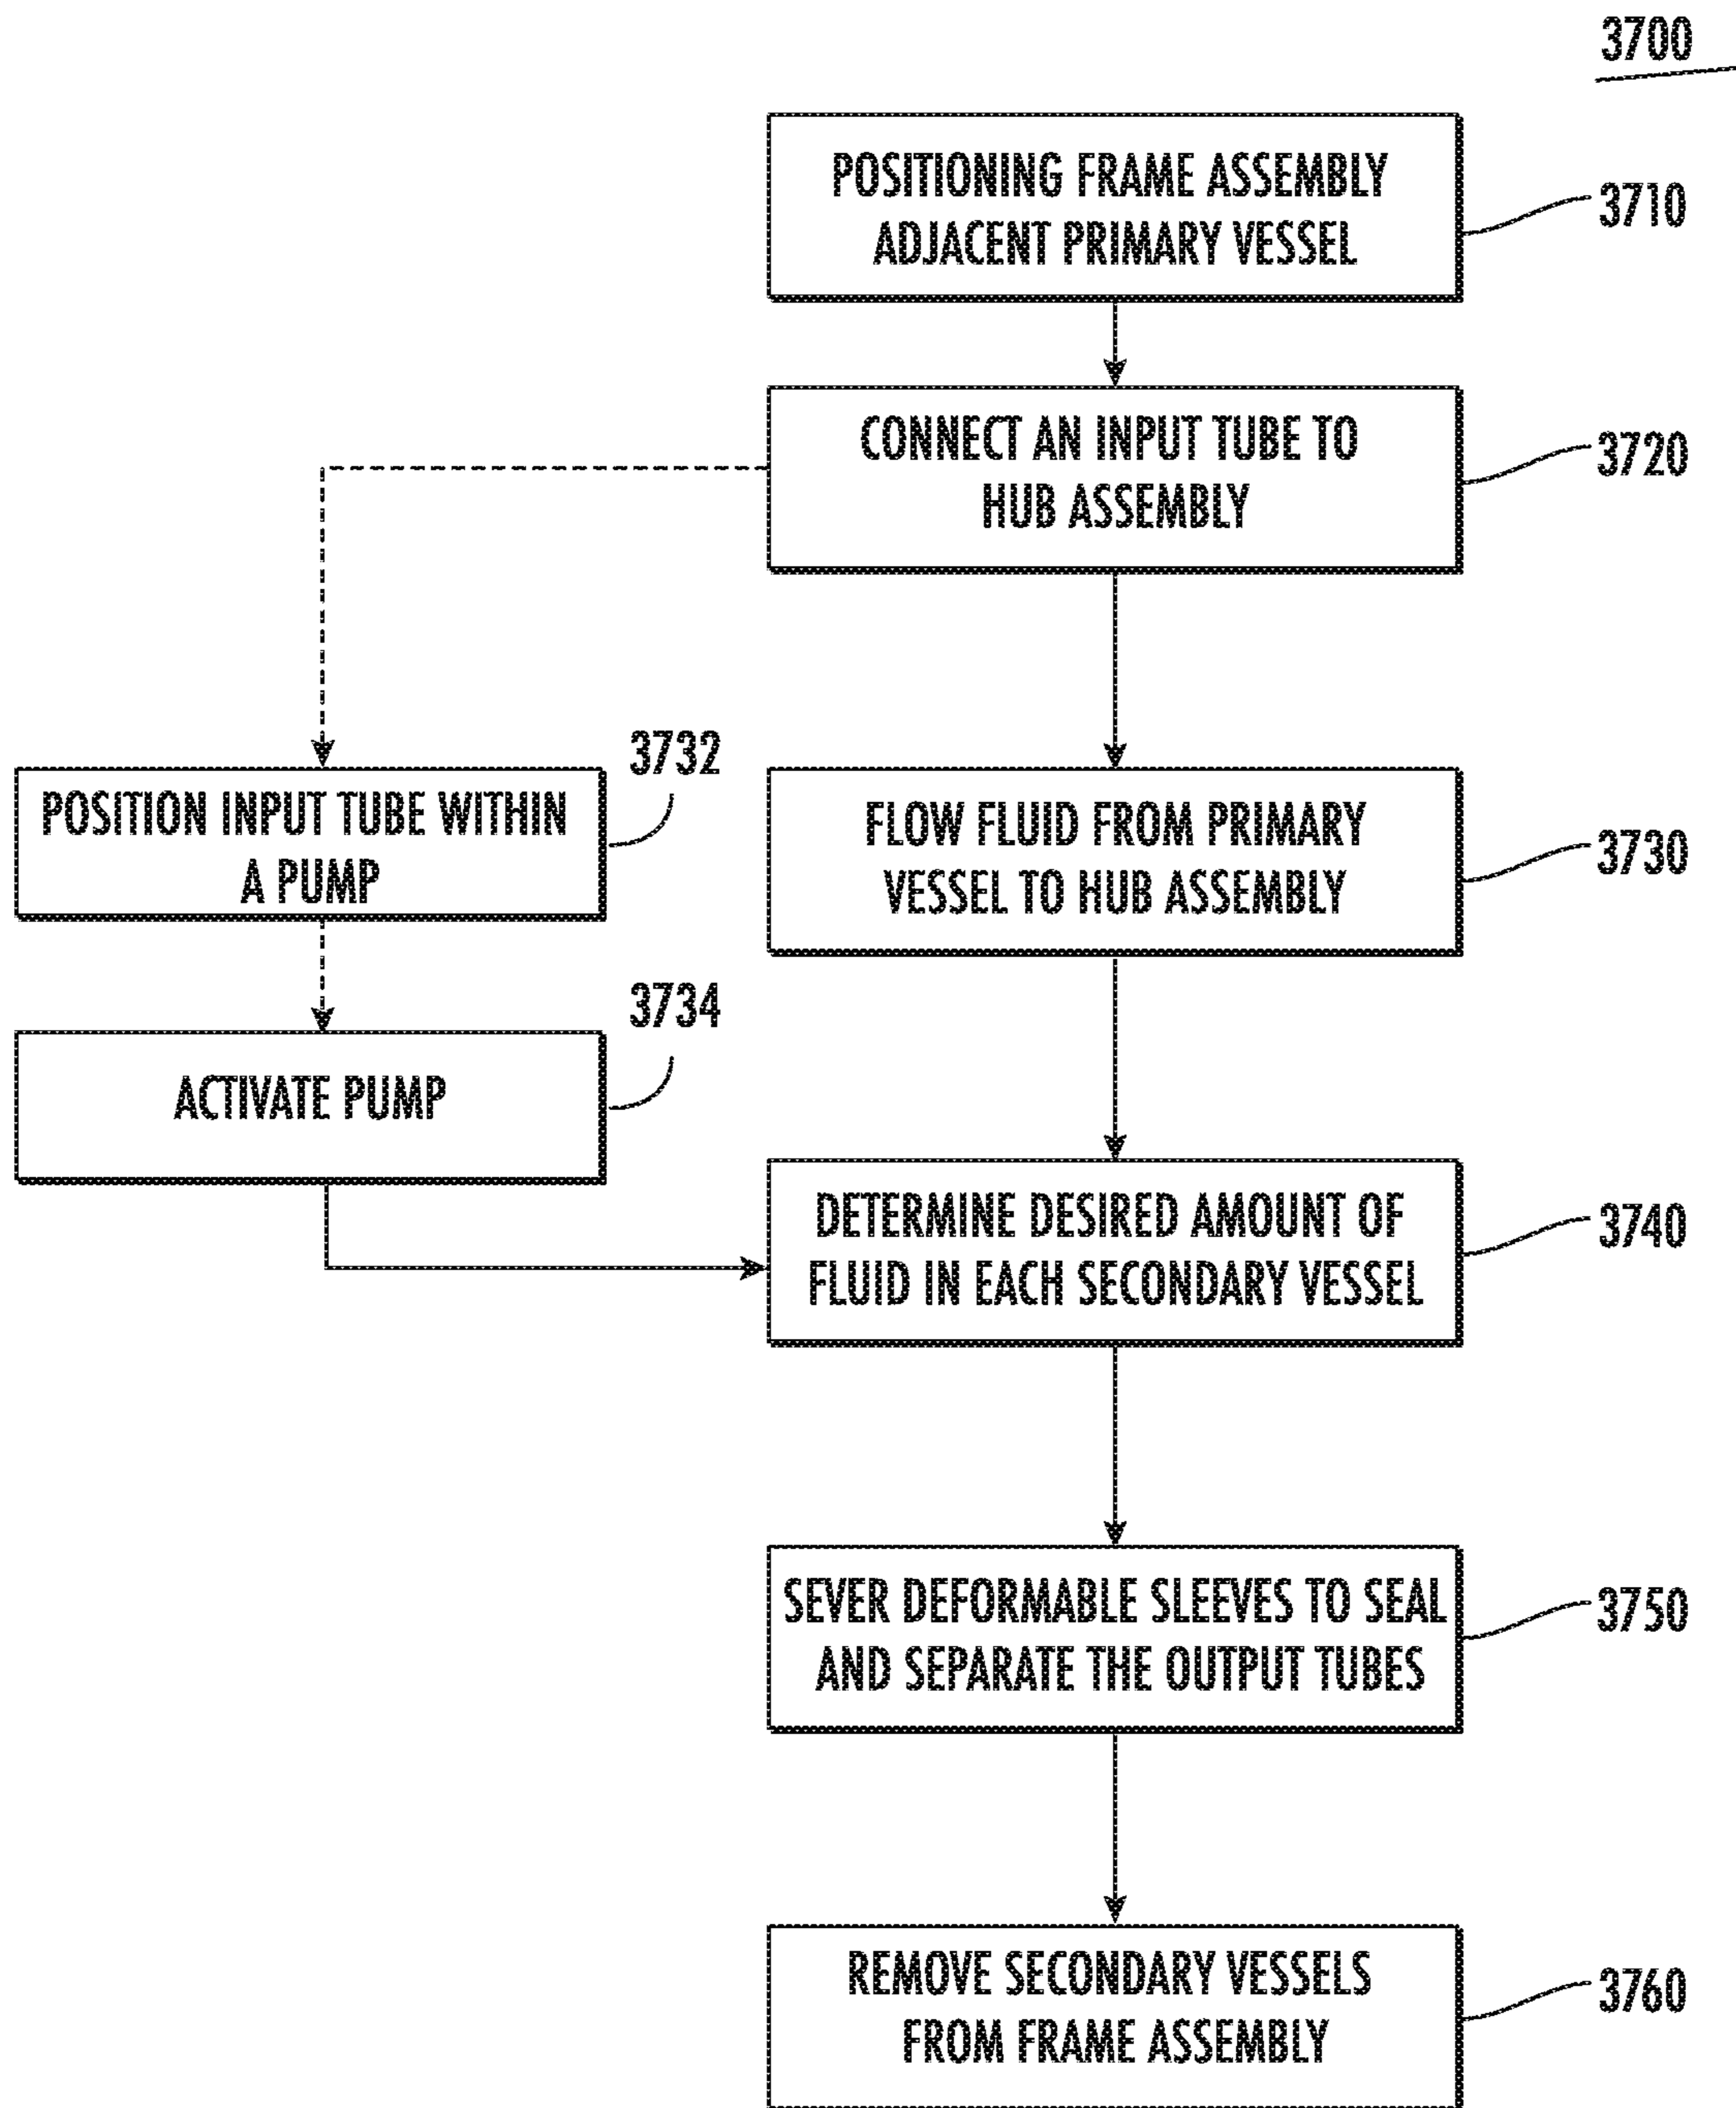 3700
POSITIONING FRAME ASSEMBLY
ADJACENT PRIMARY VESSEL
3710
CONNECT AN INPUT TUBE TO
HUB ASSEMBLY
3720
POSITION INPUT TUBE WITHIN
A PUMP
3732
FLOW FLUID FROM PRIMARY
VESSEL TO HUB ASSEMBLY
3730
ACTIVATE PUMP
3734
DETERMINE DESIRED AMOUNT OF
FLUID IN EACH SECONDARY VESSEL
3740
SEVER DEFORMABLE SLEEVES TO SEAL
AND SEPARATE THE OUTPUT TUBES
3750
REMOVE SECONDARY VESSELS
FROM FRAME ASSEMBLY
3760